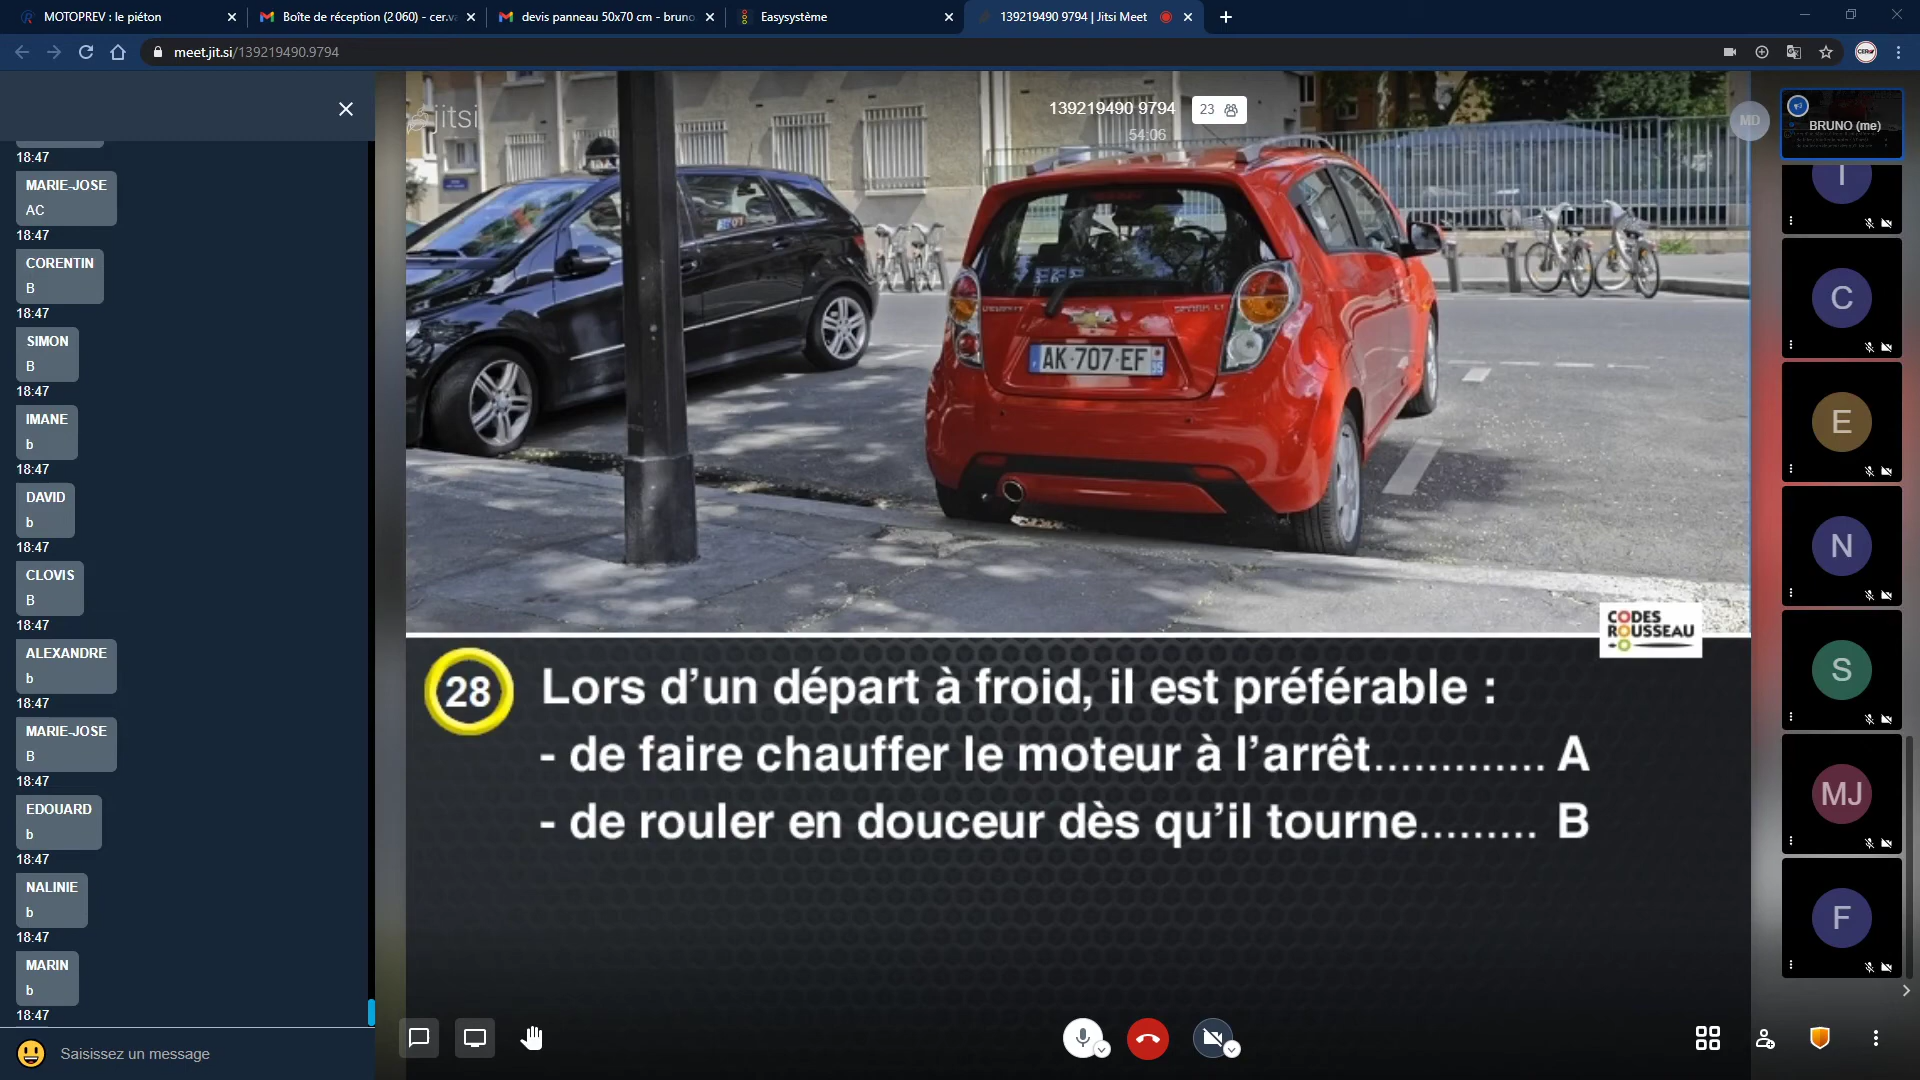 MOTOPREV : le piéton
Boîte de réception (2 060) - cer.va
devis panneau 50x70 cm - bruno.
Easysystème
139219490 9794 | Jitsi Meet
meet.jit.si/139219490.9794
18:47
MARIE-JOSE
AC
18:47
CORENTIN
B
18:47
SIMON
B
18:47
IMANE
b
18:47
DAVID
b
18:47
CLOVIS
B
18:47
ALEXANDRE
b
18:47
MARIE-JOSE
B
18:47
EDOUARD
b
18:47
NALINIE
b
18:47
MARIN
b
18:47
Saisissez un message
jitsi
139219490 9794
23
54:06
MD
AK-707-EF
CODES
ROUSSEAU
28 Lors d’un départ à froid, il est préférable :
- de faire chauffer le moteur à l’arrêt............. A
- de rouler en douceur dès qu’il tourne......... B
BRUNO (me)
I
C
E
N
S
MJ
F